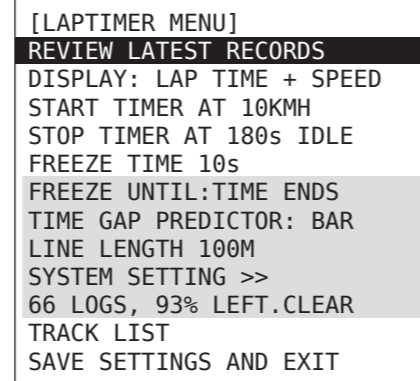 [LAPTIMER MENU]
REVIEW LATEST RECORDS
DISPLAY: LAP TIME + SPEED
START TIMER AT 10KMH
STOP TIMER AT 180s IDLE
FREEZE TIME 10s
FREEZE UNTIL:TIME ENDS
TIME GAP PREDICTOR: BAR
LINE LENGTH 100M
SYSTEM SETTING >>
66 LOGS, 93% LEFT.CLEAR
TRACK LIST
SAVE SETTINGS AND EXIT